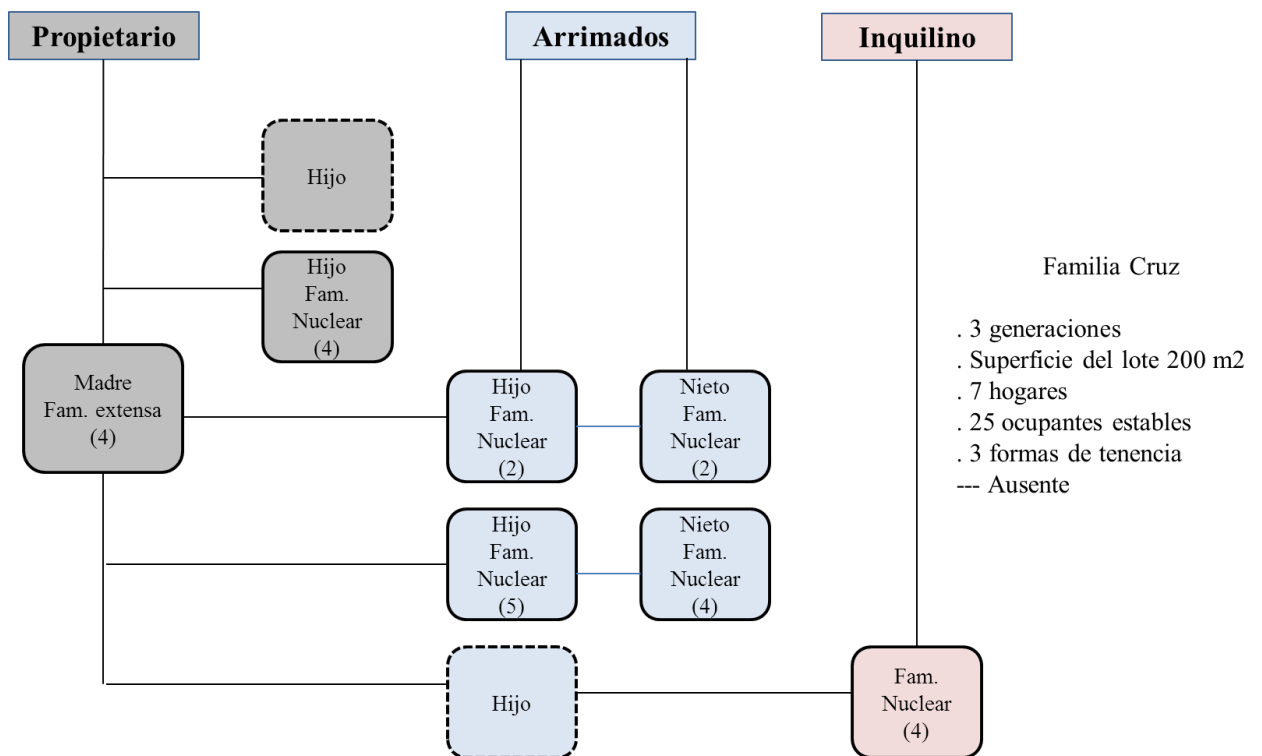 Propietario
Arrimados
Inquilino
Hijo
Hijo
Fam.
Nuclear
(4)
Madre
Fam. extensa
(4)
Hijo
Fam.
Nuclear
(2)
Nieto
Fam.
Nuclear
(2)
Hijo
Fam.
Nuclear
(5)
Nieto
Fam.
Nuclear
(4)
Hijo
Fam.
Nuclear
(4)
Familia Cruz
. 3 generaciones
. Superficie del lote 200 m2
. 7 hogares
. 25 ocupantes estables
. 3 formas de tenencia
--- Ausente